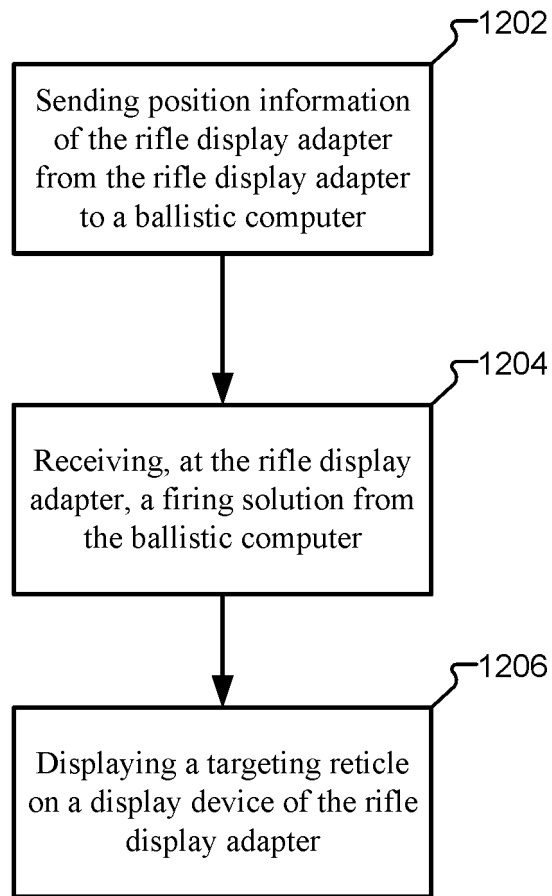 1202
Sending position information
of the rifle display adapter
from the rifle display adapter
to a ballistic computer
1204
Receiving, at the rifle display
adapter, a firing solution from
the ballistic computer
1206
Displaying a targeting reticle
on a display device of the rifle
display adapter